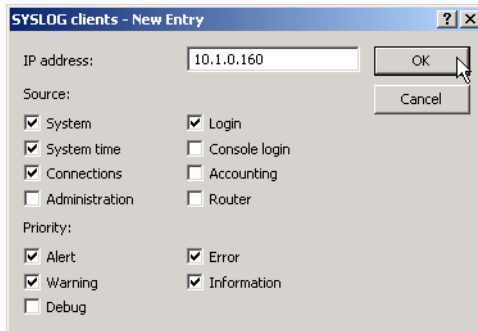 SYSLOG clients - New Entry
IP address: 10.1.0.160 OK
Source: Cancel
System Login
System time Console login
Connections Accounting
Administration Router
Priority:
Alert Error
Warning Information
Debug